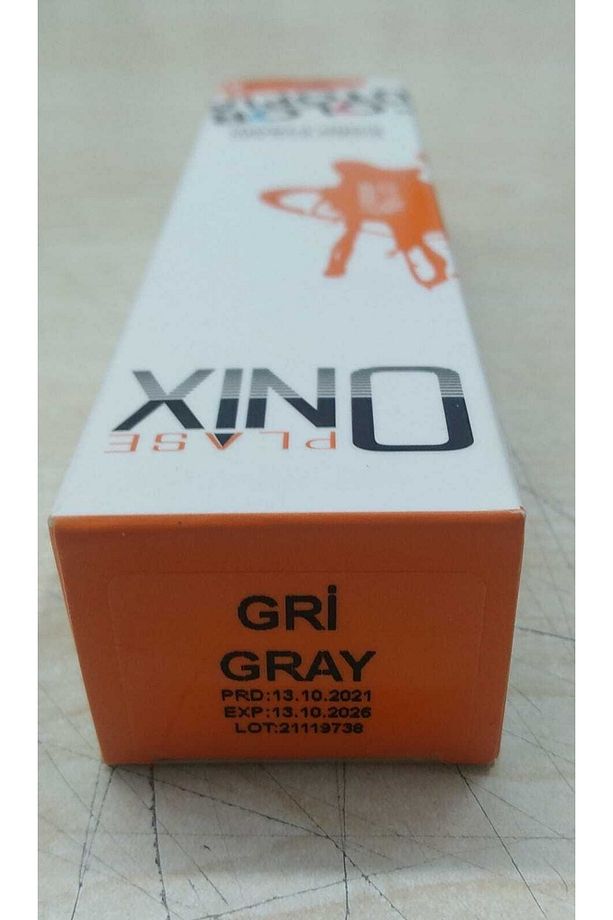 ONIX
PLASE
GRİ
GRAY
PRD:13.10.2021
EXP:13.10.2026
LOT:21119738